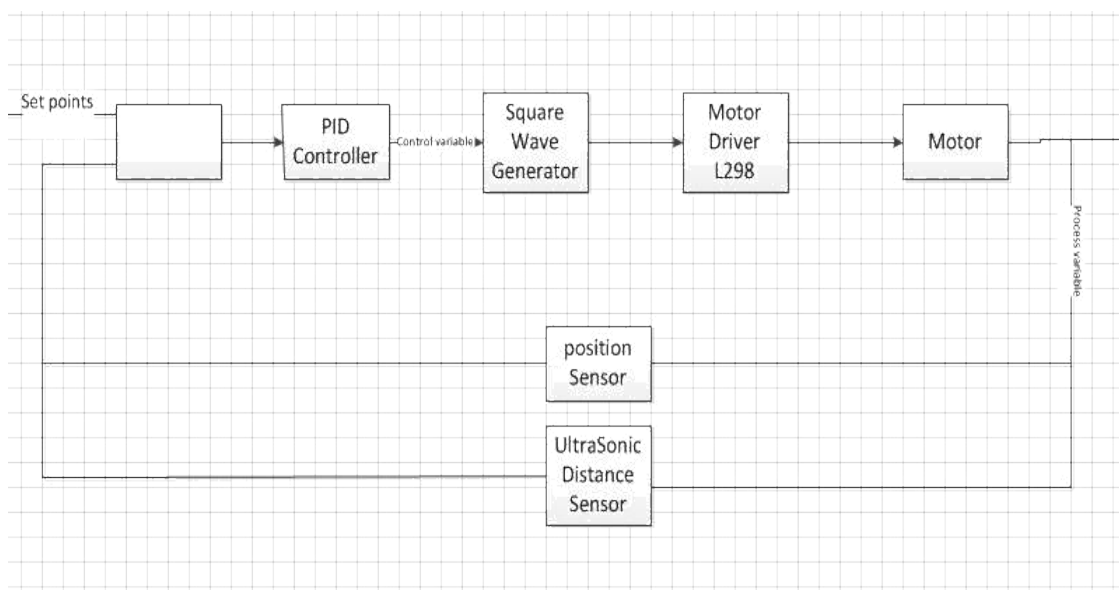 Set points
PID
Controller
Control variable
Square
Wave
Generator
Motor
Driver
L298
Motor
Process variable
position
Sensor
UltraSonic
Distance
Sensor